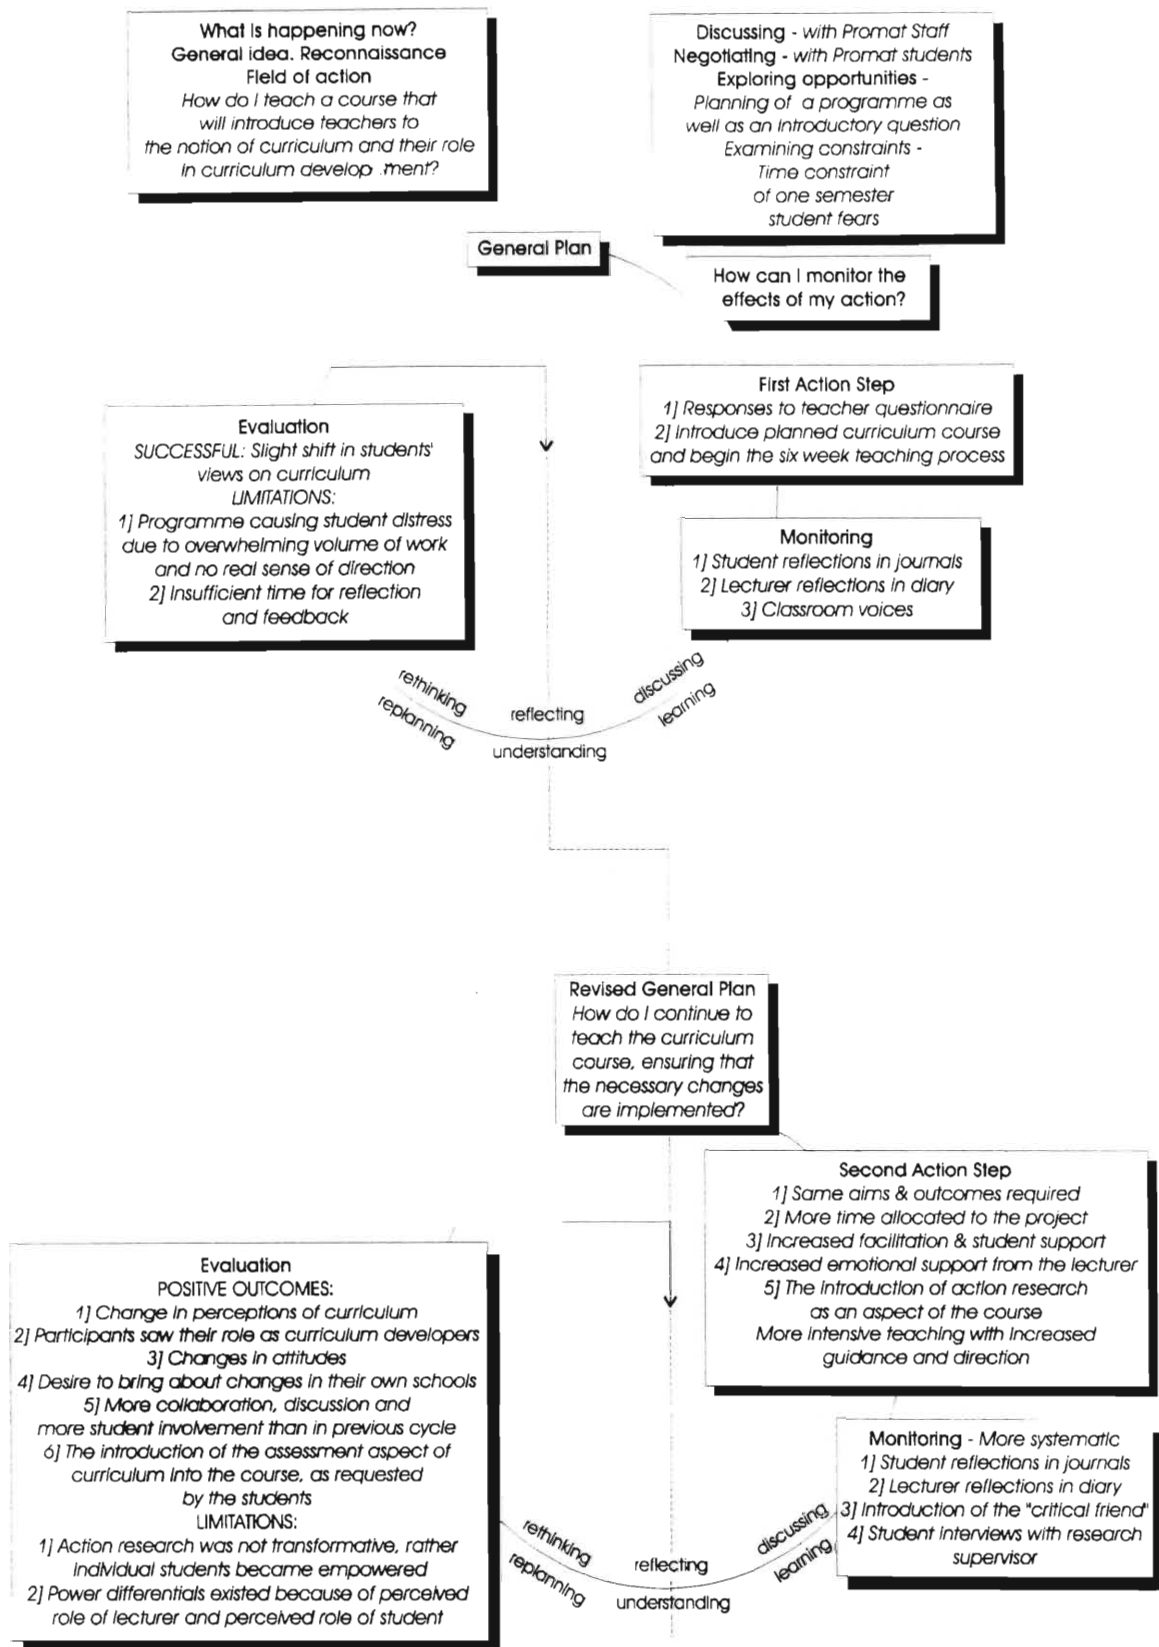 What is happening now?
General idea. Reconnaissance
Field of action
How do I teach a course that
will introduce teachers to
the notion of curriculum and their role
in curriculum develop .ment?
Discussing - with Promat Staff
Negotiating - with Promat students
Exploring opportunities -
Planning of a programme as
well as an introductory question
Examining constraints -
Time constraint
of one semester
student fears
General Plan
How can I monitor the
effects of my action?
First Action Step
1] Responses to teacher questionnaire
2] Introduce planned curriculum course
and begin the six week teaching process
Evaluation
SUCCESSFUL: Slight shift in students'
views on curriculum
LIMITATIONS:
1] Programme causing student distress
due to overwhelming volume of work
and no real sense of direction
2] Insufficient time for reflection
and feedback
Monitoring
1] Student reflections in journals
2] Lecturer reflections in diary
3] Classroom voices
rethinking
replanning
reflecting
understanding
discussing
learning
Revised General Plan
How do I continue to
teach the curriculum
course, ensuring that
the necessary changes
are implemented?
Second Action Step
1] Same aims & outcomes required
2] More time allocated to the project
3] Increased facilitation & student support
4] Increased emotional support from the lecturer
5] The introduction of action research
as an aspect of the course
More intensive teaching with increased
guidance and direction
Evaluation
POSITIVE OUTCOMES:
1] Change in perceptions of curriculum
2] Participants saw their role as curriculum developers
3] Changes in attitudes
4] Desire to bring about changes in their own schools
5] More collaboration, discussion and
more student involvement than in previous cycle
6] The introduction of the assessment aspect of
curriculum into the course, as requested
by the students
LIMITATIONS:
1] Action research was not transformative, rather
individual students became empowered
2] Power differentials existed because of perceived
role of lecturer and perceived role of student
Monitoring - More systematic
1] Student reflections in journals
2] Lecturer reflections in diary
3] Introduction of the "critical friend"
4] Student interviews with research
supervisor
rethinking
replanning
reflecting
understanding
discussing
learning